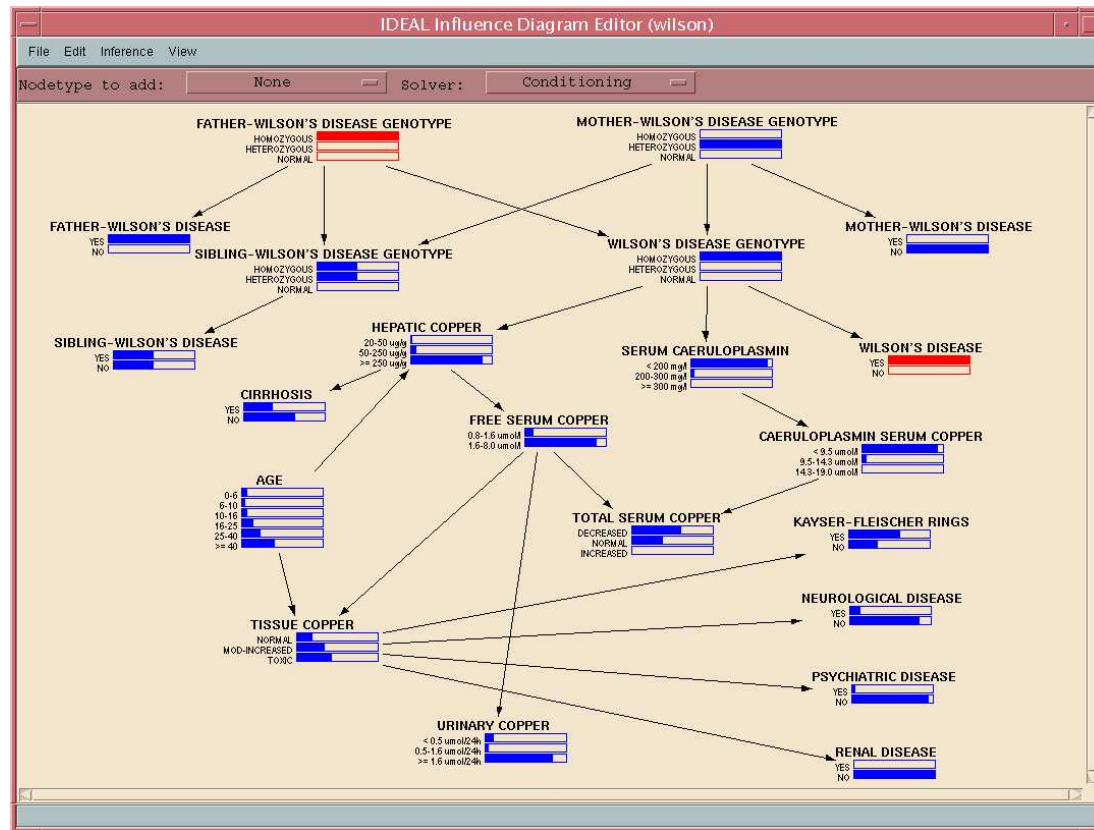 IDEAL Influence Diagram Editor (wilson)
File Edit Inference View
Nodetype to add: None Solver: Conditioning
FATHER-WILSON'S DISEASE GENOTYPE
HOMOZYGOUS
HETEROZYGOUS
NORMAL
MOTHER-WILSON'S DISEASE GENOTYPE
HOMOZYGOUS
HETEROZYGOUS
NORMAL
FATHER-WILSON'S DISEASE
YES
NO
SIBLING-WILSON'S DISEASE GENOTYPE
HOMOZYGOUS
HETEROZYGOUS
NORMAL
WILSON'S DISEASE GENOTYPE
HOMOZYGOUS
HETEROZYGOUS
NORMAL
MOTHER-WILSON'S DISEASE
YES
NO
SIBLING-WILSON'S DISEASE
YES
NO
HEPATIC COPPER
20-50 ug/g
50-250 ug/g
>= 250 ug/g
SERUM CAERULOPLASMIN
< 200 mg/l
200-300 mg/l
>= 300 mg/l
WILSON'S DISEASE
YES
NO
CIRRHOSIS
YES
NO
FREE SERUM COPPER
0.8-1.6 umol/l
1.6-8.0 umol/l
CAERULOPLASMIN SERUM COPPER
< 9.5 umol/l
9.5-14.3 umol/l
14.3-19.0 umol/l
AGE
0-6
6-10
10-16
16-25
25-40
>= 40
TOTAL SERUM COPPER
DECREASED
NORMAL
INCREASED
KAYSER-FLEISCHER RINGS
YES
NO
TISSUE COPPER
NORMAL
MOD-INCREASED
TOXIC
NEUROLOGICAL DISEASE
YES
NO
PSYCHIATRIC DISEASE
YES
NO
URINARY COPPER
< 0.5 umol/24h
0.5-1.6 umol/24h
>= 1.6 umol/24h
RENAL DISEASE
YES
NO